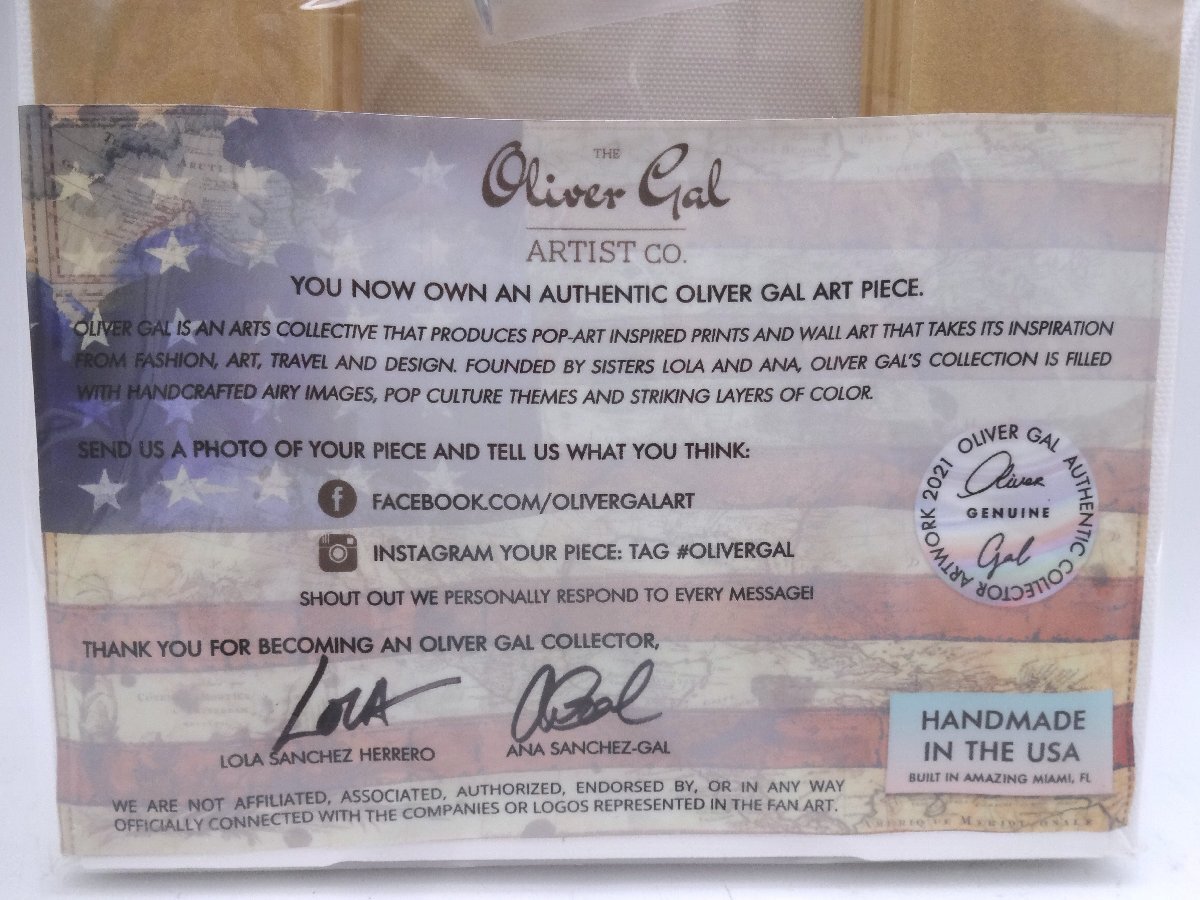 THE
Oliver Gal
ARTIST CO.
YOU NOW OWN AN AUTHENTIC OLIVER GAL ART PIECE.
OLIVER GAL IS AN ARTS COLLECTIVE THAT PRODUCES POP-ART INSPIRED PRINTS AND WALL ART THAT TAKES ITS INSPIRATION
FROM FASHION, ART, TRAVEL AND DESIGN. FOUNDED BY SISTERS LOLA AND ANA, OLIVER GAL'S COLLECTION IS FILLED
WITH HANDCRAFTED AIRY IMAGES, POP CULTURE THEMES AND STRIKING LAYERS OF COLOR.
SEND US A PHOTO OF YOUR PIECE AND TELL US WHAT YOU THINK:
f FACEBOOK.COM/OLIVERGALART
INSTAGRAM YOUR PIECE: TAG #OLIVERGAL
SHOUT OUT WE PERSONALLY RESPOND TO EVERY MESSAGE!
OLIVER GAL AUTHENTIC COLLECTOR ARTWORK 2021
Oliver
GENUINE
Gal
THANK YOU FOR BECOMING AN OLIVER GAL COLLECTOR,
LOLA
LOLA SANCHEZ HERRERO
ANA SANCHEZ-GAL
HANDMADE
IN THE USA
BUILT IN AMAZING MIAMI, FL
WE ARE NOT AFFILIATED, ASSOCIATED, AUTHORIZED, ENDORSED BY, OR IN ANY WAY
OFFICIALLY CONNECTED WITH THE COMPANIES OR LOGOS REPRESENTED IN THE FAN ART.